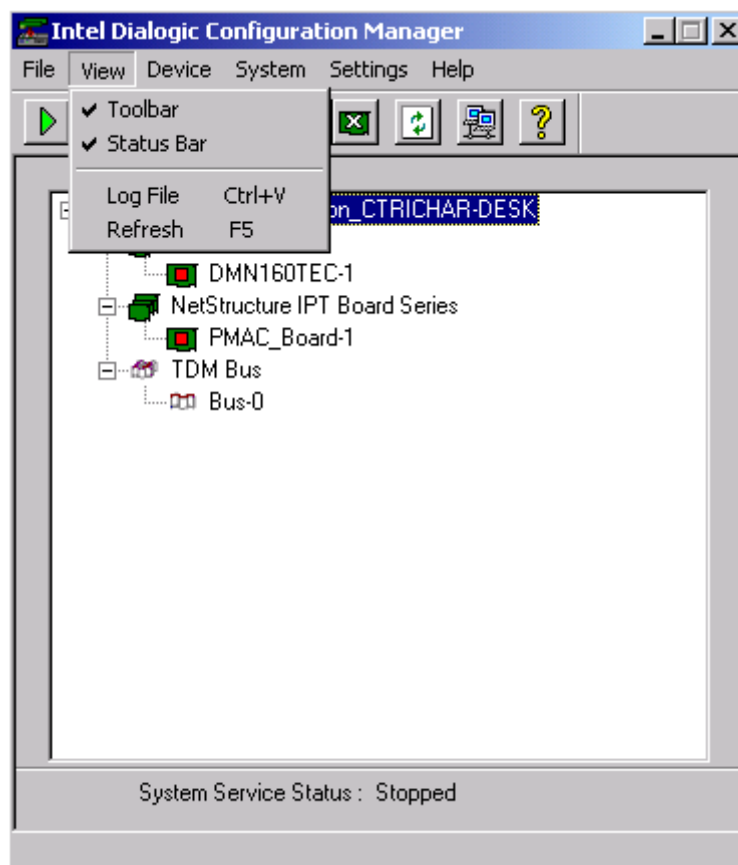 Intel Dialogic Configuration Manager
File View Device System Settings Help
Toolbar
Status Bar
Log File Ctrl+V
Refresh F5
on_CTRICHAR-DESK
DMN160TEC-1
NetStructure IPT Board Series
PMAC_Board-1
TDM Bus
Bus-0
System Service Status : Stopped